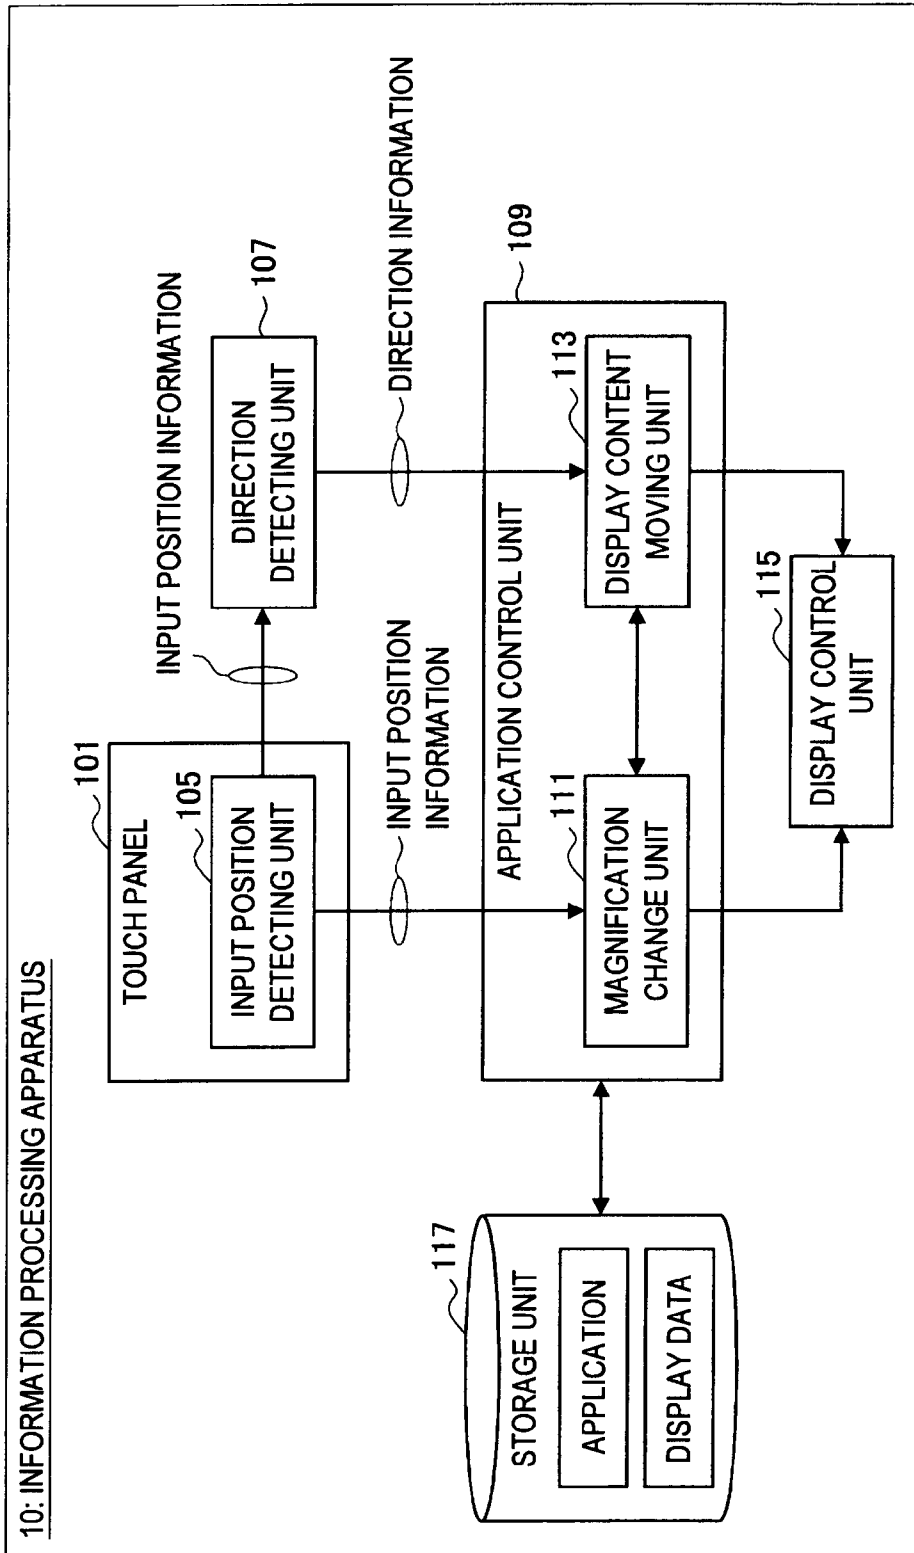 10: INFORMATION PROCESSING APPARATUS
101
TOUCH PANEL
105
INPUT POSITION
DETECTING UNIT
INPUT POSITION INFORMATION
107
DIRECTION
DETECTING UNIT
INPUT POSITION
INFORMATION
DIRECTION INFORMATION
109
APPLICATION CONTROL UNIT
111
MAGNIFICATION
CHANGE UNIT
113
DISPLAY CONTENT
MOVING UNIT
117
STORAGE UNIT
APPLICATION
DISPLAY DATA
115
DISPLAY CONTROL
UNIT